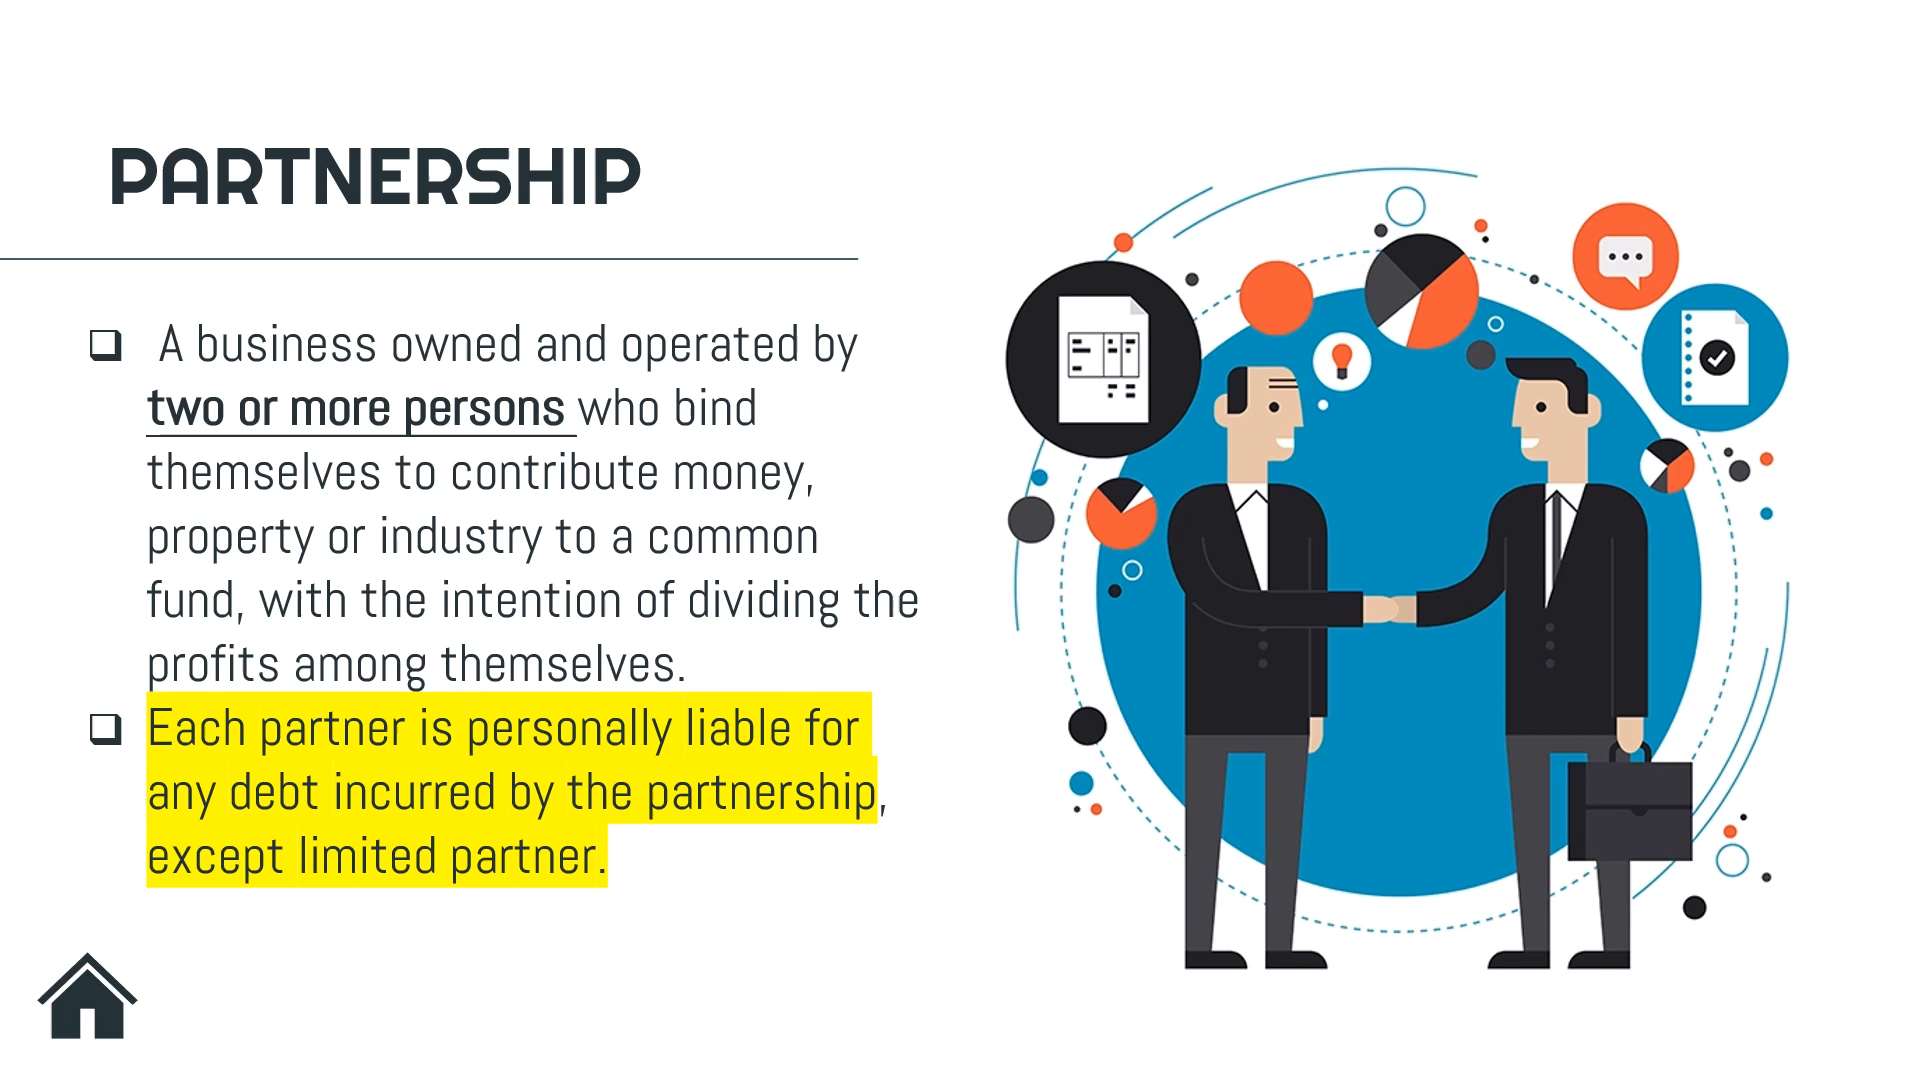 PARTNERSHIP
A business owned and operated by
two or more persons who bind
themselves to contribute money,
property or industry to a common
fund, with the intention of dividing the
profits among themselves.
Each partner is personally liable for
any debt incurred by the partnership,
except limited partner.